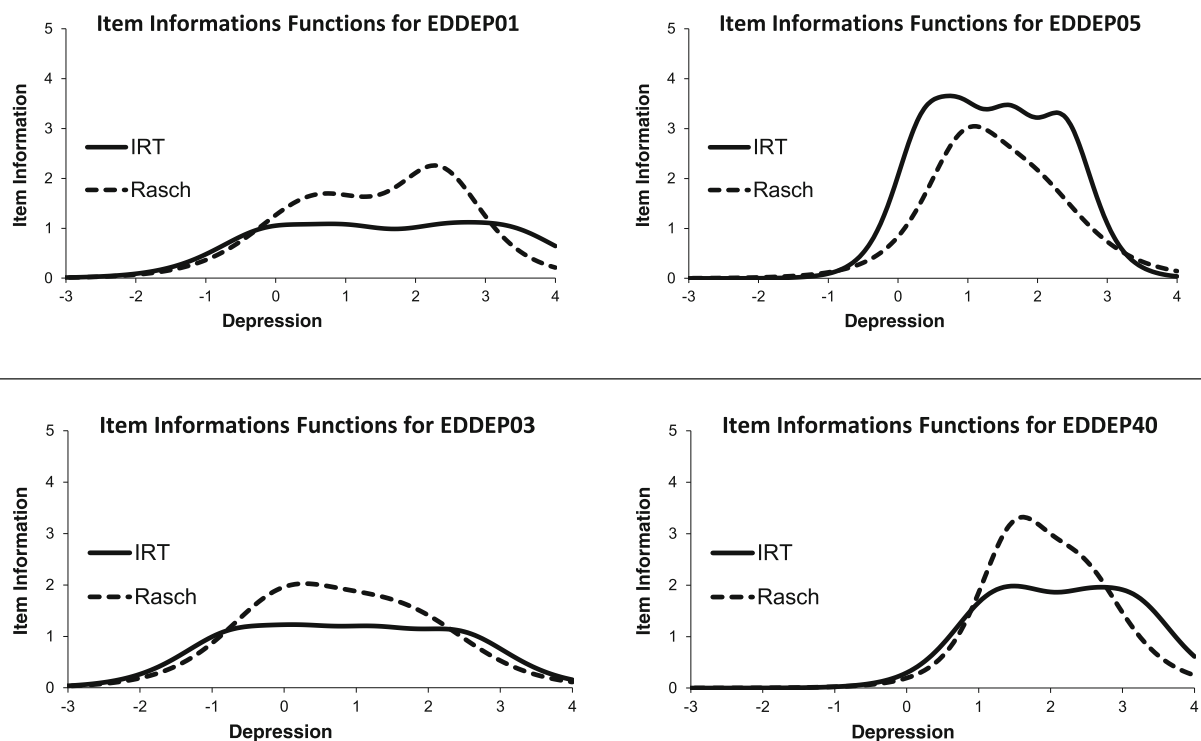 Item Informations Functions for EDDEP01
5
4
3
2
1
0
Item Information
IRT
Rasch
-3 -2 -1 0 1 2 3 4
Depression
Item Informations Functions for EDDEP05
5
4
3
2
1
0
Item Information
IRT
Rasch
-3 -2 -1 0 1 2 3 4
Depression
Item Informations Functions for EDDEP03
5
4
3
2
1
0
Item Information
IRT
Rasch
-3 -2 -1 0 1 2 3 4
Depression
Item Informations Functions for EDDEP40
5
4
3
2
1
0
Item Information
IRT
Rasch
-3 -2 -1 0 1 2 3 4
Depression